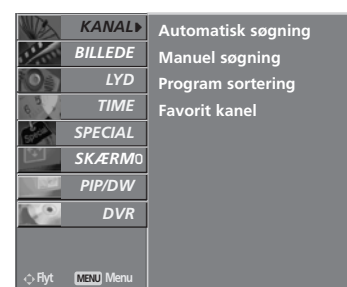 KANAL
BILLEDE
LYD
TIME
SPECIAL
SKÆRM0
PIP/DW
DVR
Flyt MENU Menu
Automatisk søgning
Manuel søgning
Program sortering
Favorit kanel